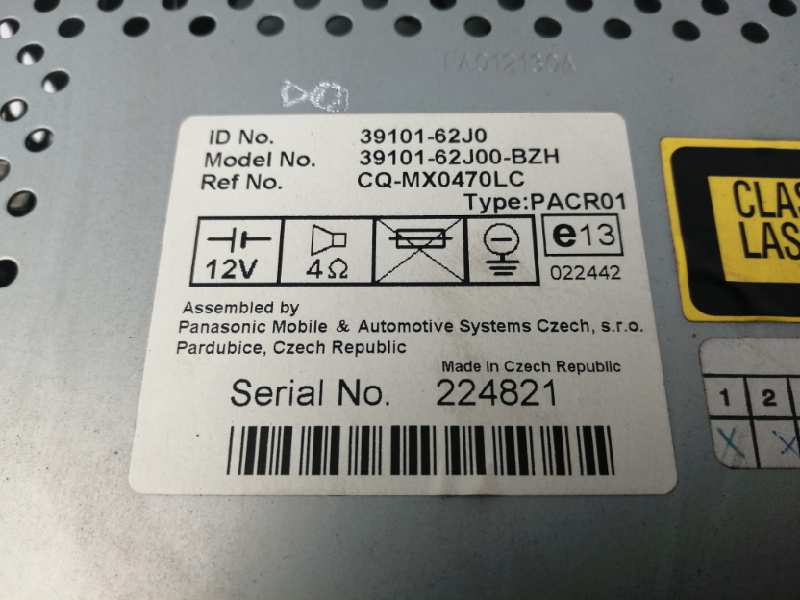 ID No. 39101-62J0
Model No. 39101-62J00-BZH
Ref No. CQ-MX0470LC
Type:PACR01
12V 4Ω e13
022442
Assembled by
Panasonic Mobile & Automotive Systems Czech, s.r.o.
Pardubice, Czech Republic
Made in Czech Republic
Serial No. 224821
1 2